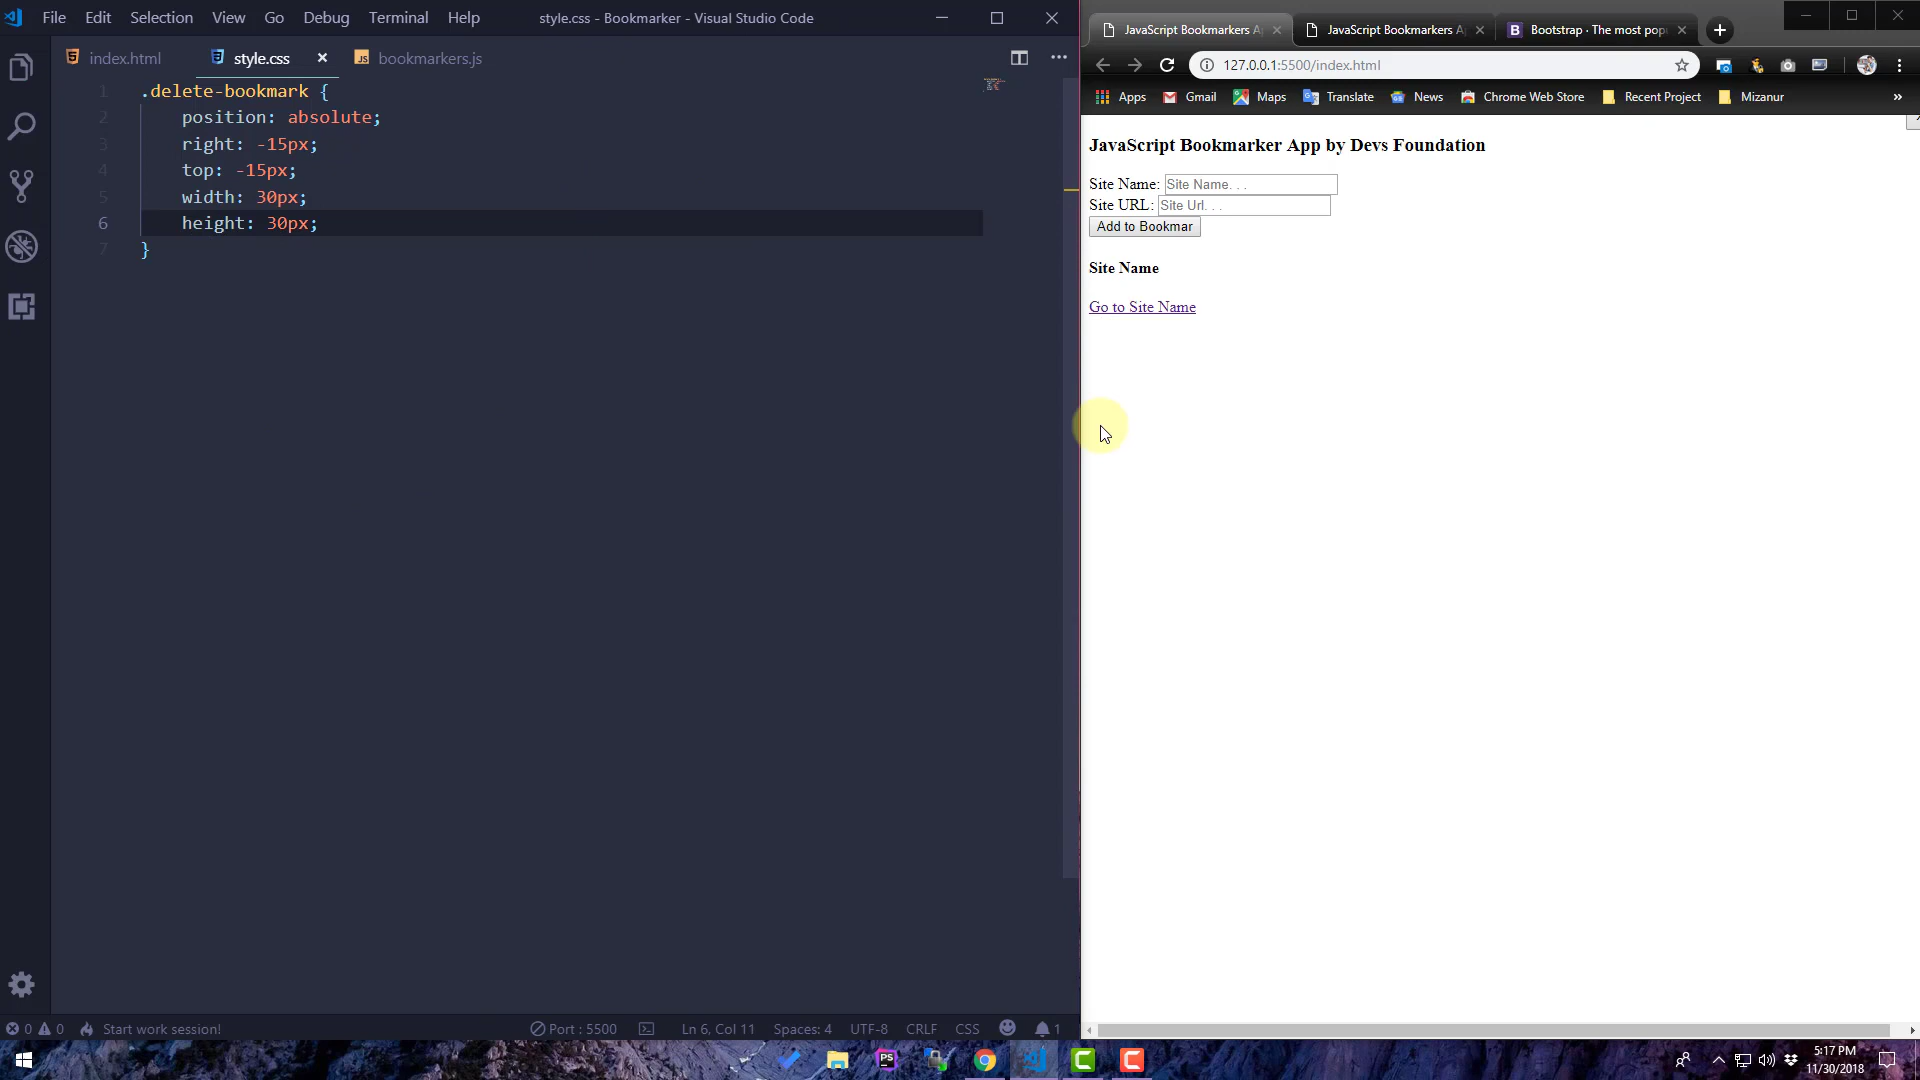 File Edit Selection View Go Debug Terminal Help
style.css - Bookmarker - Visual Studio Code
index.html
style.css
bookmarkers.js
1 .delete-bookmark {
2 position: absolute;
3 right: -15px;
4 top: -15px;
5 width: 30px;
6 height: 30px;
7 }
0 0 Start work session!
Port : 5500
Ln 6, Col 11 Spaces: 4 UTF-8 CRLF CSS 1
JavaScript Bookmarkers A
JavaScript Bookmarkers A
B Bootstrap · The most pop
127.0.0.1:5500/index.html
Apps Gmail Maps Translate News Chrome Web Store Recent Project Mizanur »
JavaScript Bookmarker App by Devs Foundation
Site Name: Site Name. . .
Site URL: Site Url. . .
Add to Bookmar
Site Name
Go to Site Name
PS
5:17 PM
11/30/2018